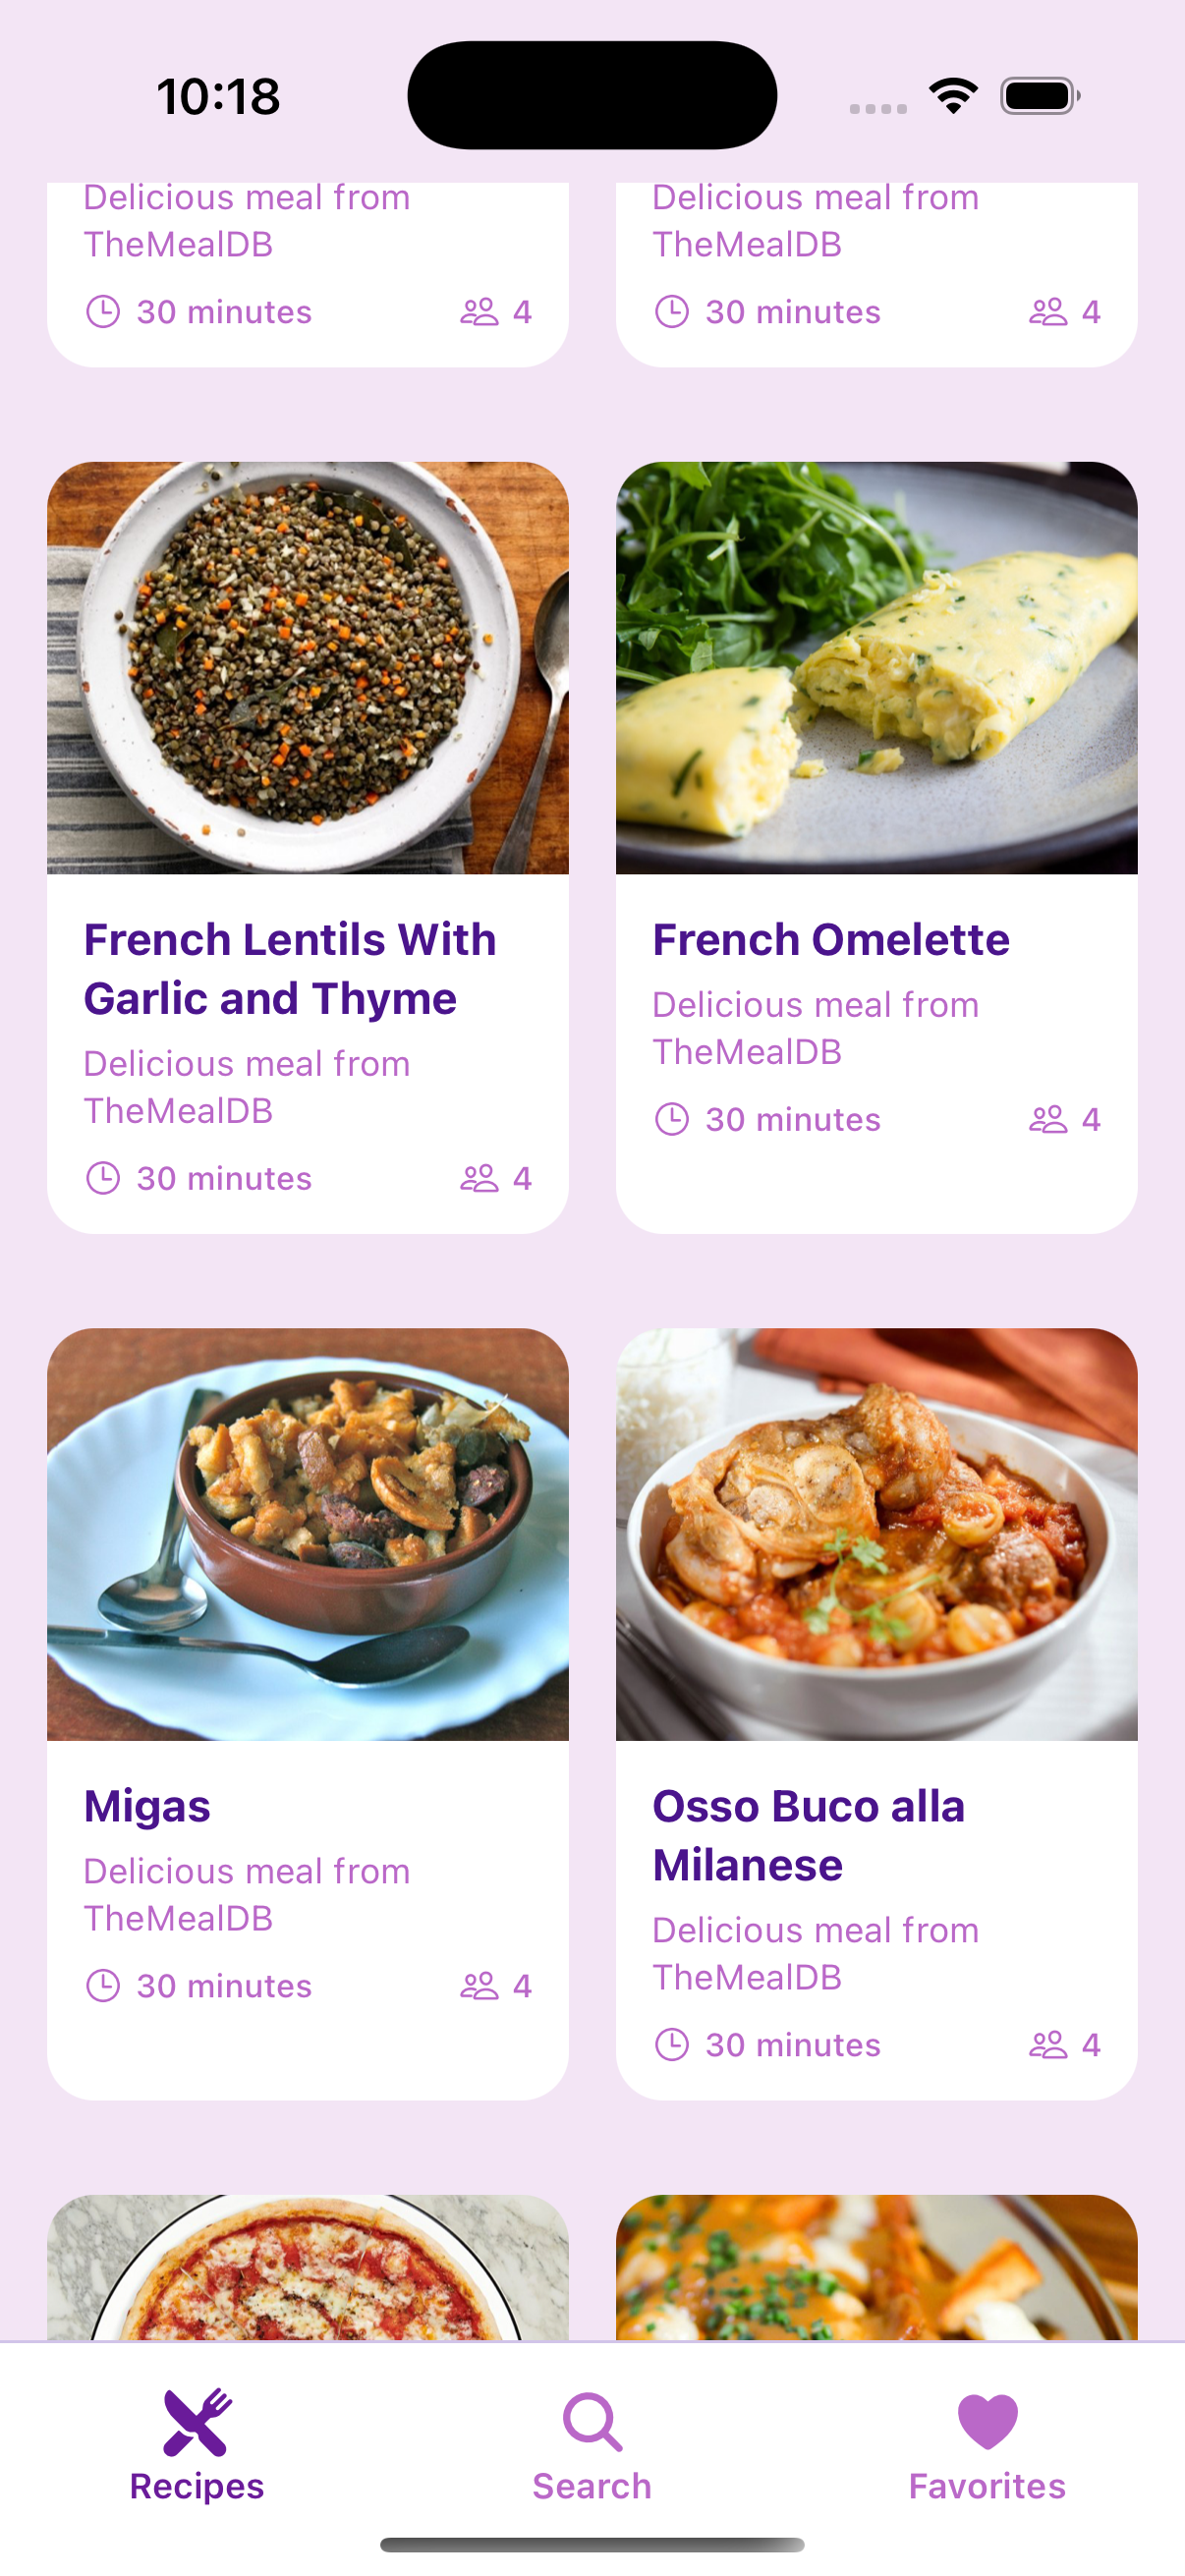 10:18
Delicious meal from
TheMealDB
30 minutes 4
Delicious meal from
TheMealDB
30 minutes 4
French Lentils With
Garlic and Thyme
Delicious meal from
TheMealDB
30 minutes 4
French Omelette
Delicious meal from
TheMealDB
30 minutes 4
Migas
Delicious meal from
TheMealDB
30 minutes 4
Osso Buco alla
Milanese
Delicious meal from
TheMealDB
30 minutes 4
Recipes
Search
Favorites